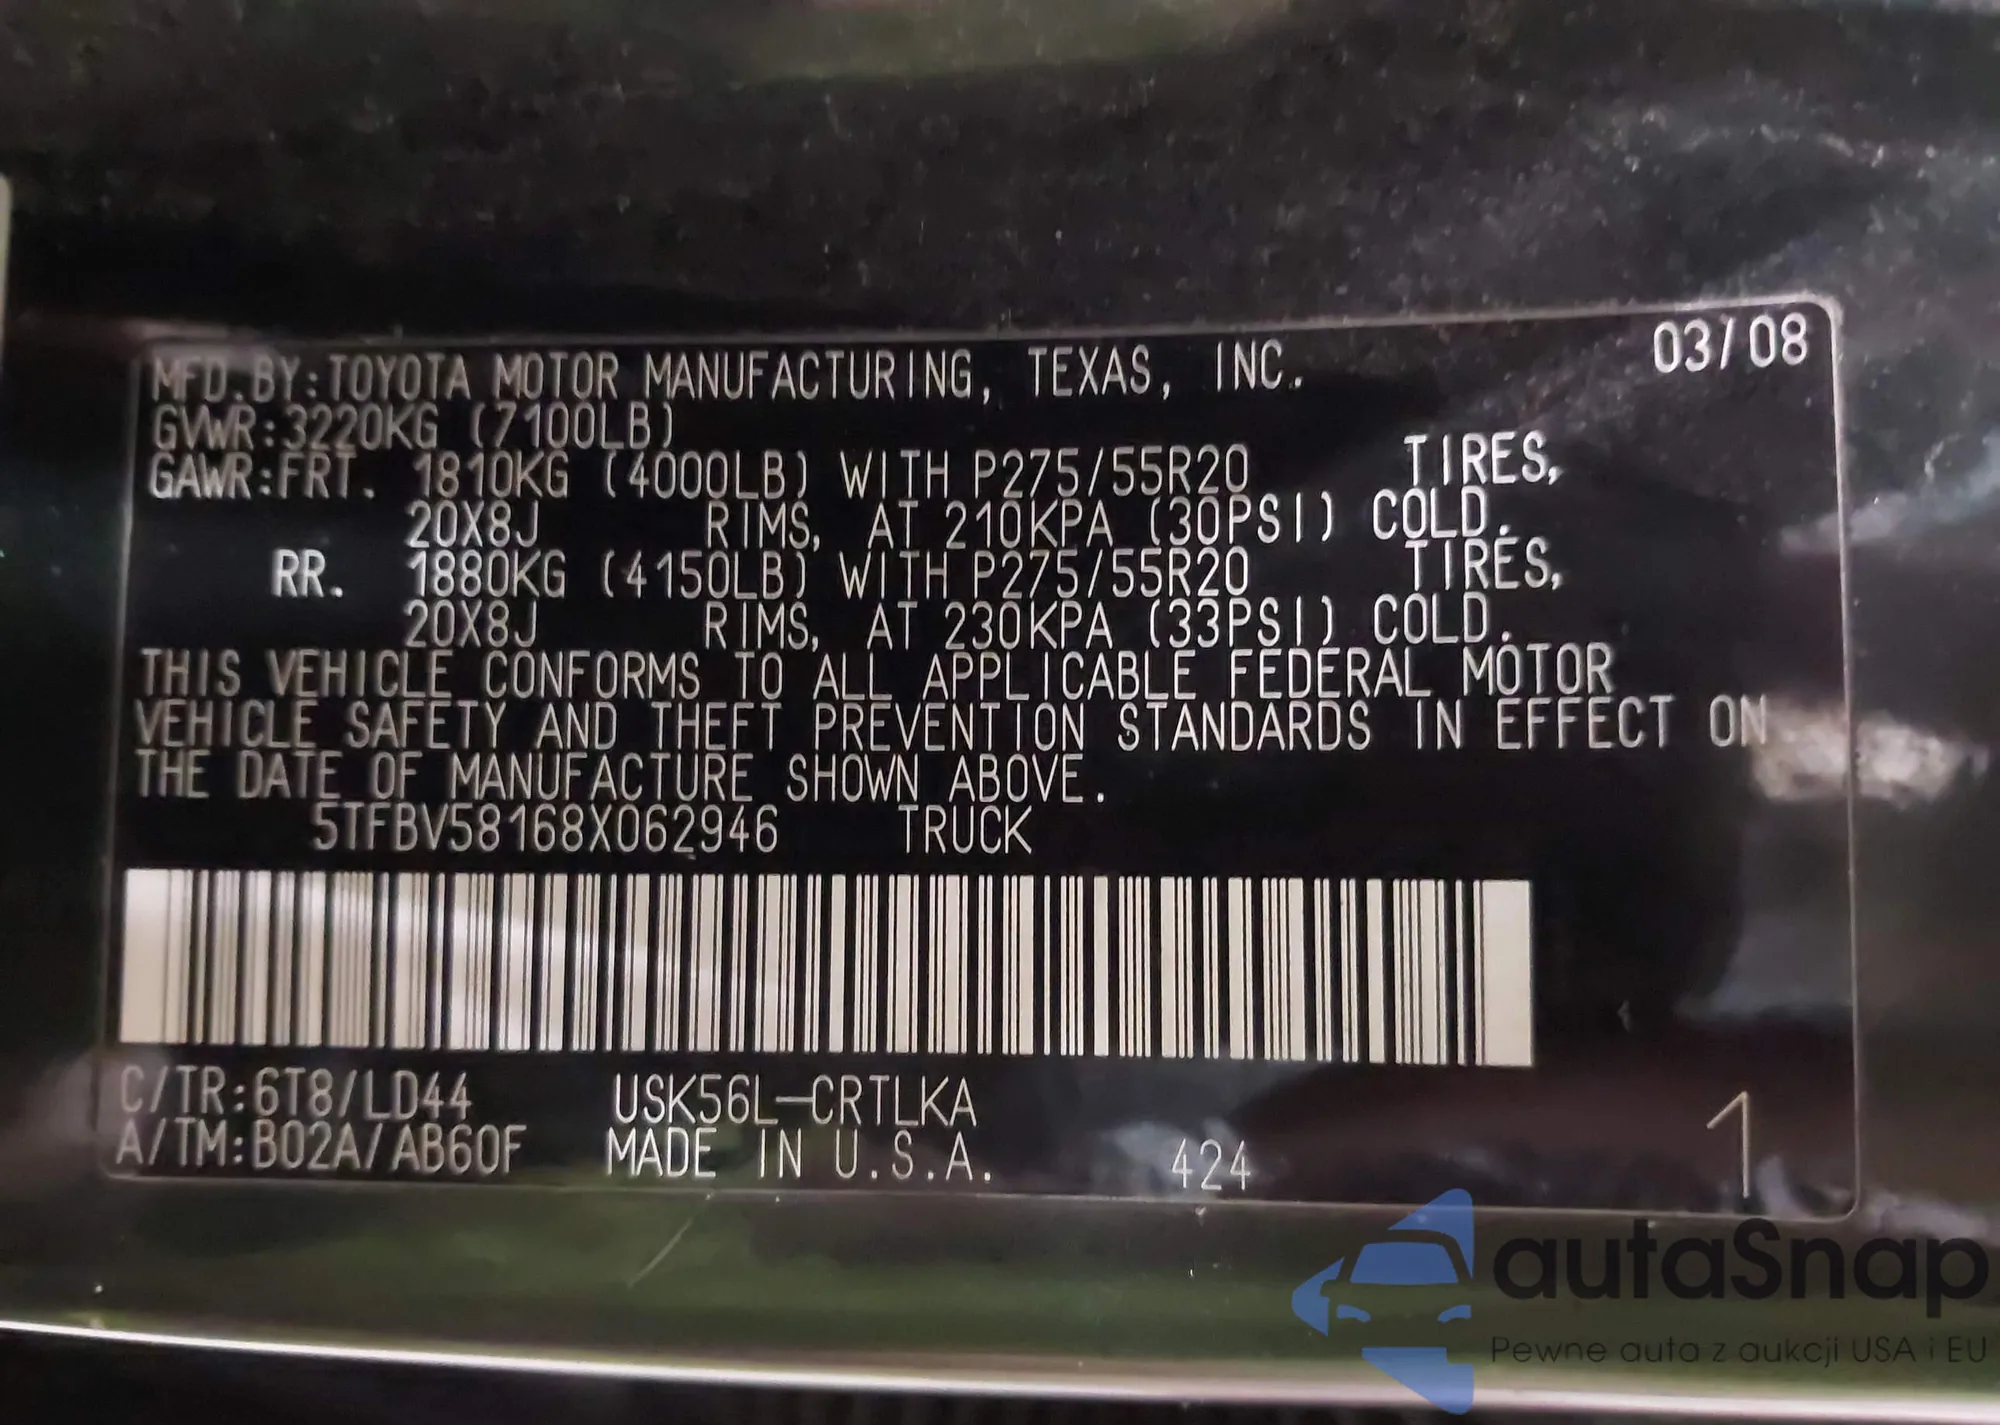 03/08
MFD.BY:TOYOTA MOTOR MANUFACTURING, TEXAS, INC.
GVWR:3220KG (7100LB)
GAWR:FRT. 1810KG (4000LB) WITH P275/55R20 TIRES,
20X8J RIMS, AT 210KPA (30PSI) COLD.
RR. 1880KG (4150LB) WITH P275/55R20 TIRES,
20X8J RIMS, AT 230KPA (33PSI) COLD.
THIS VEHICLE CONFORMS TO ALL APPLICABLE FEDERAL MOTOR
VEHICLE SAFETY AND THEFT PREVENTION STANDARDS IN EFFECT ON
THE DATE OF MANUFACTURE SHOWN ABOVE.
5TFBV58168X062946 TRUCK
C/TR:6T8/LD44 USK56L-CRTLKA
A/TM:B02A/AB60F MADE IN U.S.A. 424 1
autaSnap
Pewne auta z aukcji USA i EU